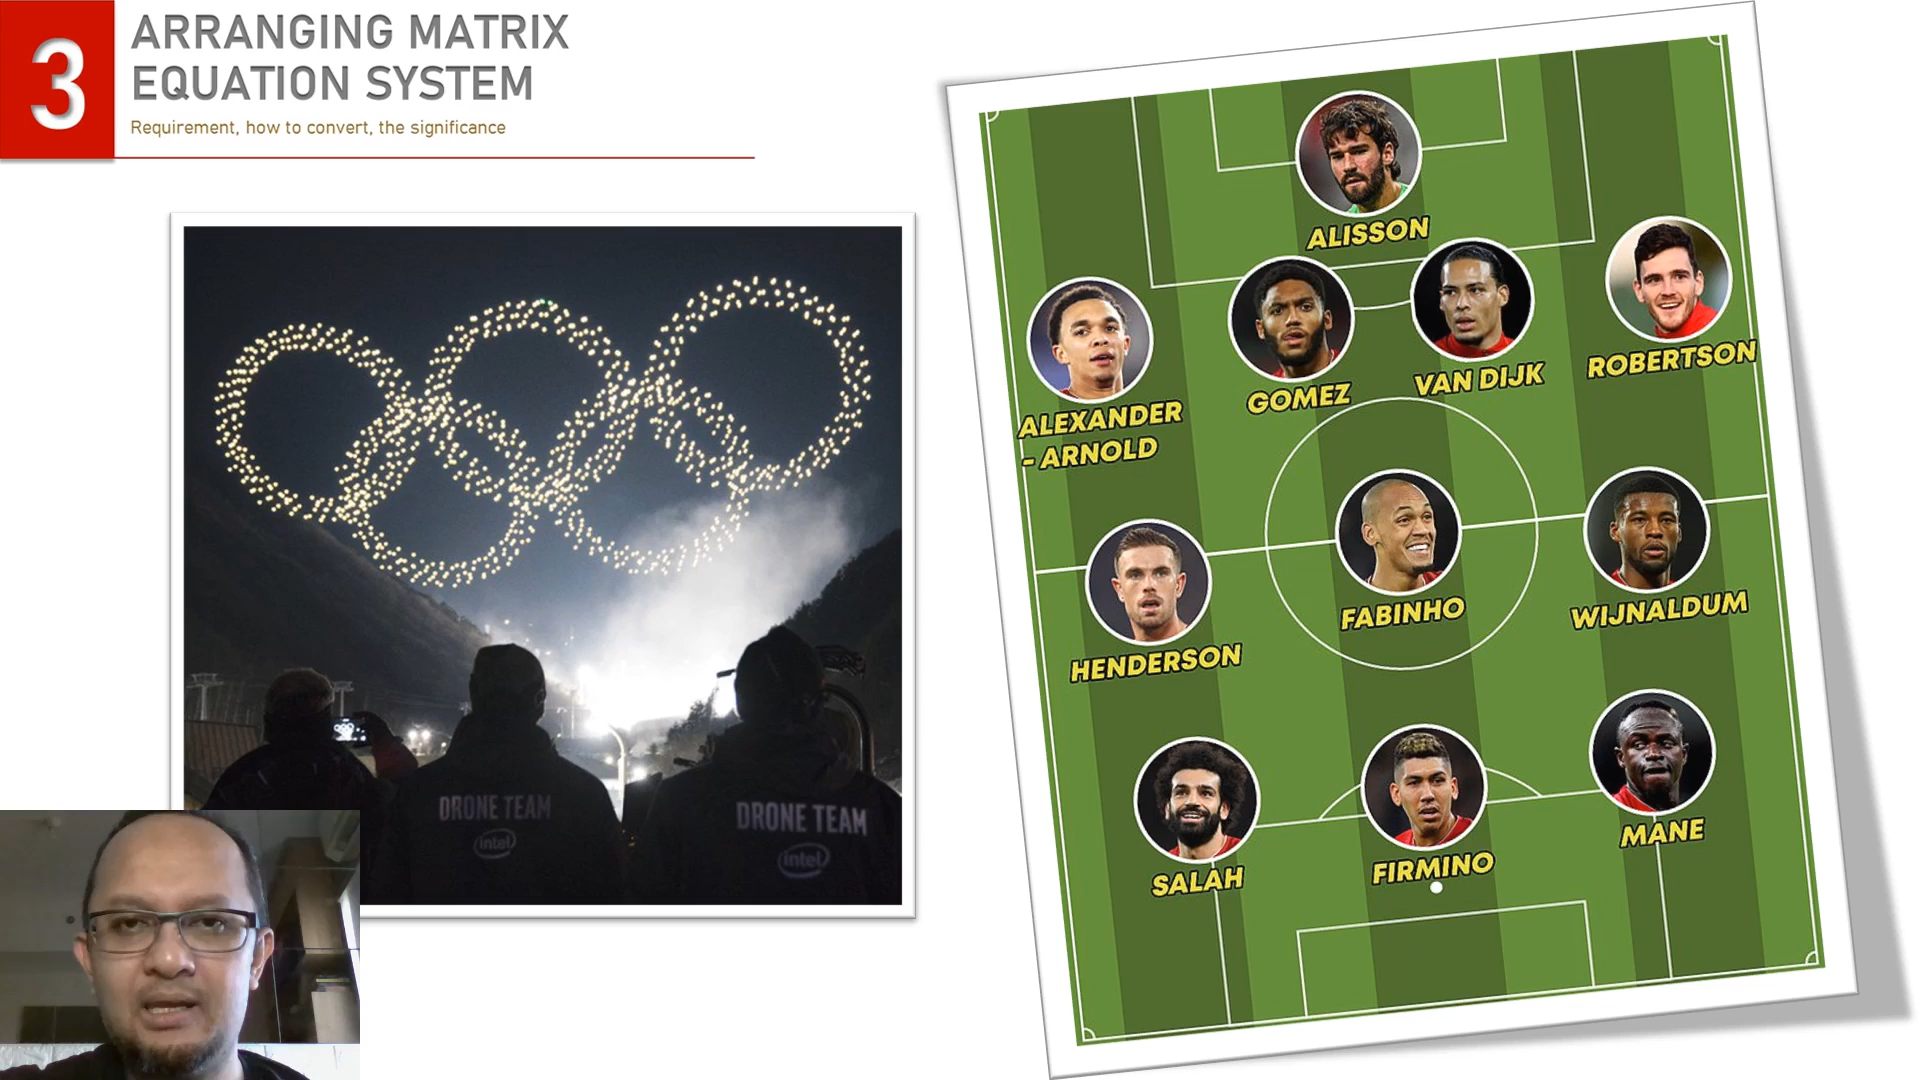 3
ARRANGING MATRIX
EQUATION SYSTEM
Requirement, how to convert, the significance
DRONE TEAM
intel
DRONE TEAM
intel
ALISSON
ALEXANDER
- ARNOLD
GOMEZ
VAN DIJK
ROBERTSON
HENDERSON
FABINHO
WIJNALDUM
SALAH
FIRMINO
MANE